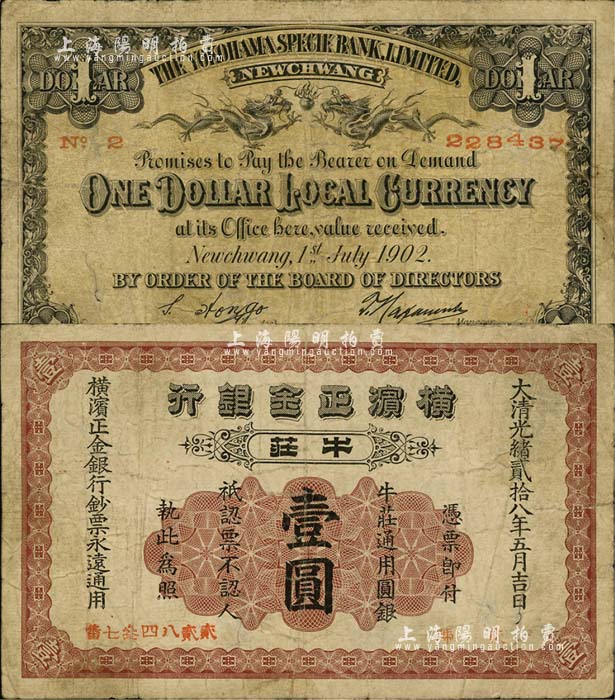 上海陽明拍賣
www.yangmingauction.com
THE YOKOHAMA SPECIE BANK, LIMITED.
NEWCHWANG
DOLLAR 1
DOLLAR 1
No 2
228437
Promises to Pay the Bearer on Demand
ONE DOLLAR LOCAL CURRENCY
at its Office here, value received.
Newchwang, 1st July 1902.
BY ORDER OF THE BOARD OF DIRECTORS
上海陽明拍賣
www.yangmingauction.com
行銀金正濱橫
莊牛
大清光緒貳拾八年五月吉日
憑票即付
牛莊通用圓銀
壹圓
祗認票不認人
執此為照
橫濱正金銀行鈔票永遠通用
番七叁四八貳貳
上海陽明拍賣
www.yangmingauction.com